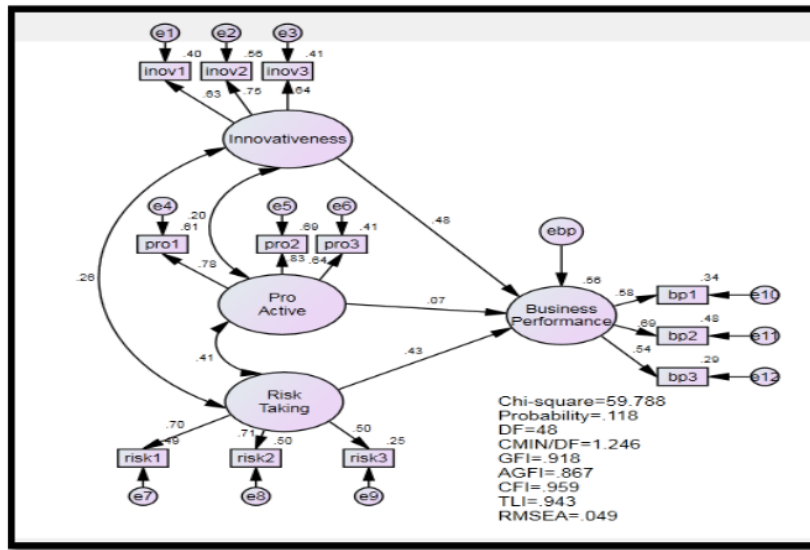 e1 e2 e3
.40 .56 .41
inov1 inov2 inov3
.63 .75 .64
Innovativeness
e4 e5 e6
.20
.61 .69 .41
pro1 pro2 pro3
.48
ebp
.78 .83 .64
.26
.56 .34
Pro
Active
.07
Business
Performance
.58 bp1 e10
.48
.69 bp2 e11
.54 .29
bp3 e12
.41
.43
Risk
Taking
.70 .49 .71 .50 .50 .25
risk1 risk2 risk3
e7 e8 e9
Chi-square=59.788
Probability=.118
DF=48
CMIN/DF=1.246
GFI=.918
AGFI=.867
CFI=.959
TLI=.943
RMSEA=.049